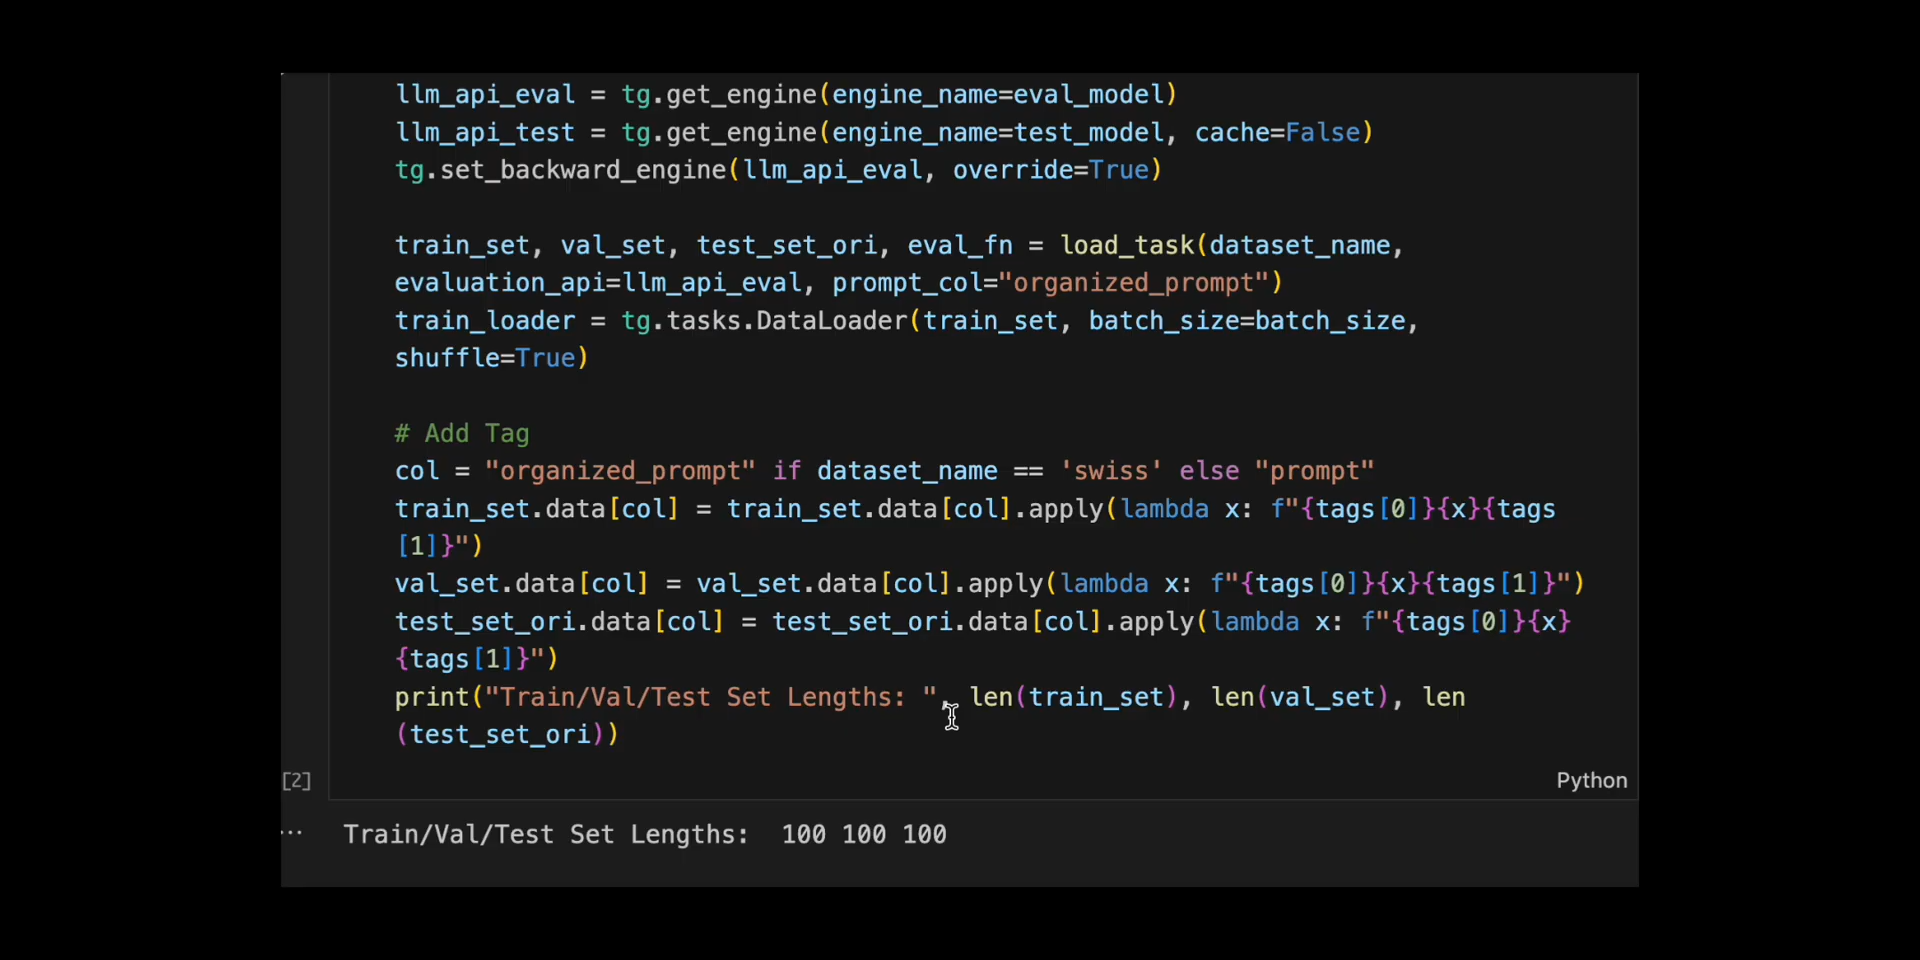 llm_api_eval = tg.get_engine(engine_name=eval_model)
llm_api_test = tg.get_engine(engine_name=test_model, cache=False)
tg.set_backward_engine(llm_api_eval, override=True)
train_set, val_set, test_set_ori, eval_fn = load_task(dataset_name,
evaluation_api=llm_api_eval, prompt_col="organized_prompt")
train_loader = tg.tasks.DataLoader(train_set, batch_size=batch_size,
shuffle=True)
# Add Tag
col = "organized_prompt" if dataset_name == 'swiss' else "prompt"
train_set.data[col] = train_set.data[col].apply(lambda x: f"{tags[0]}{x}{tags
[1]}")
val_set.data[col] = val_set.data[col].apply(lambda x: f"{tags[0]}{x}{tags[1]}")
test_set_ori.data[col] = test_set_ori.data[col].apply(lambda x: f"{tags[0]}{x}
{tags[1]}")
print("Train/Val/Test Set Lengths: ", len(train_set), len(val_set), len
(test_set_ori))
[2]
Python
... Train/Val/Test Set Lengths:  100 100 100